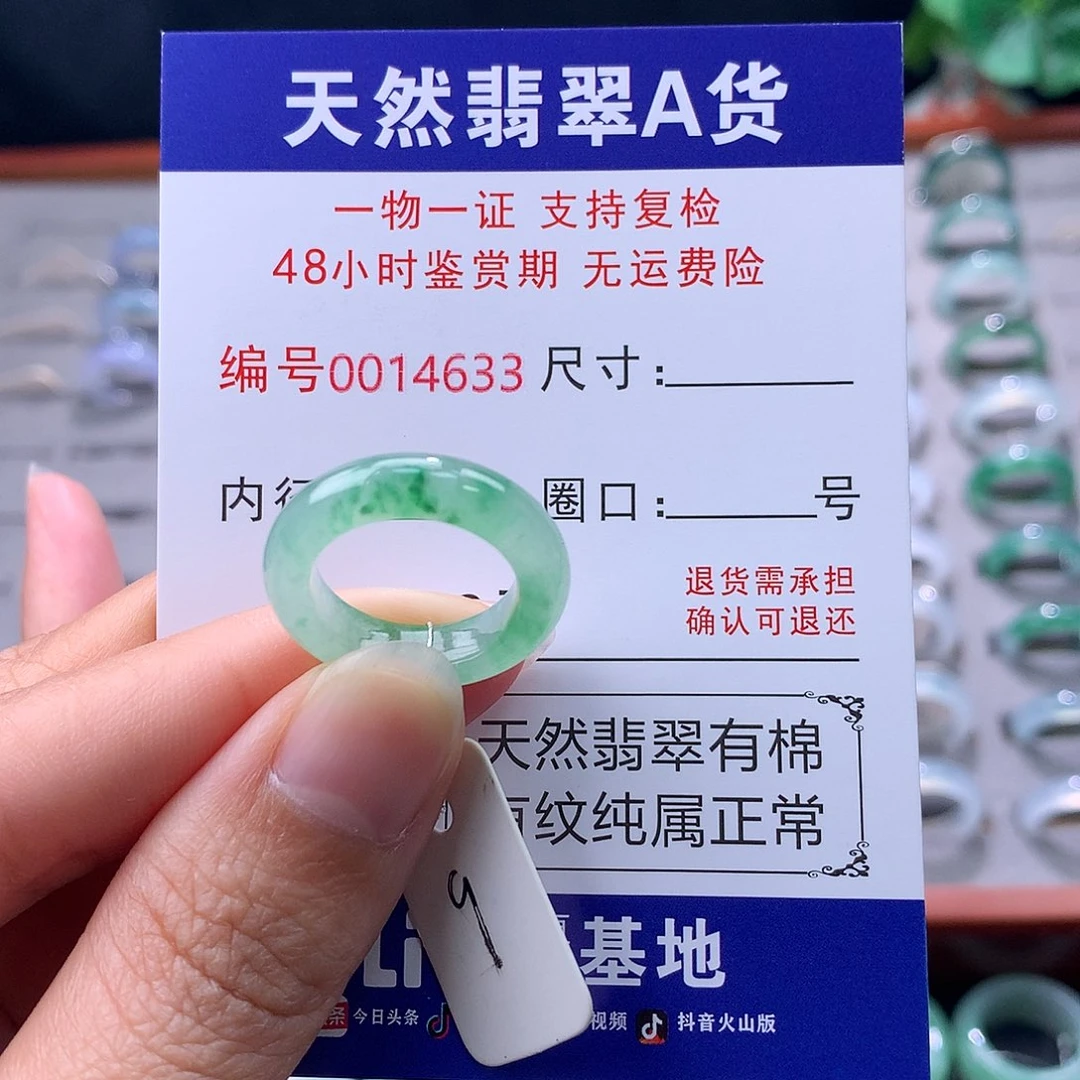 天然翡翠A货
一物一证 支持复检
48小时鉴赏期 无运费险
编号0014633 尺寸:
内 圈口: 号
退货需承担
确认可退还
天然翡翠有棉
纹纯属正常
基地
今日头条 视频 抖音火山版